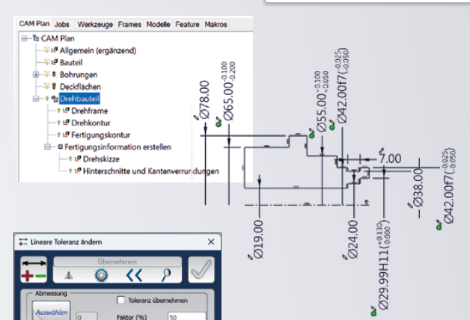 CAM Plan Jobs Werkzeuge Frames Modelle Feature Makros
CAM Plan
Allgemein (ergänzend)
Bauteil
Bohrungen
Deckflächen
Drehbauteil
Drehframe
Drehkontur
Fertigungskontur
Fertigungsinformation erstellen
Drehskizze
Hinterschnitte und Kantenverrundungen
Ø78.00
Ø65.00 -0.100 -0.200
Ø55.00 +0.100 -0.050
Ø42.00f7(-0.025 -0.050)
7.00
Ø19.00
Ø24.00
Ø29.99H11(+0.130 0.000)
Ø38.00
Ø42.00f7(-0.025 -0.050)
Lineare Toleranz ändern
Übernehmen
Abmessung
Auswählen
0
Toleranz übernehmen
Faktor (%)
50